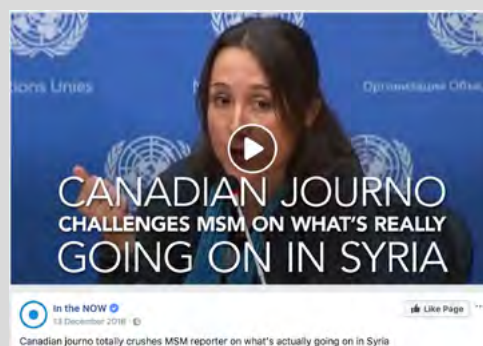 ions Unies
N
Организация Объе
CANADIAN JOURNO
CHALLENGES MSM ON WHAT'S REALLY
GOING ON IN SYRIA
In the NOW
Like Page
13 December 2016
Canadian journo totally crushes MSM reporter on what's actually going on in Syria